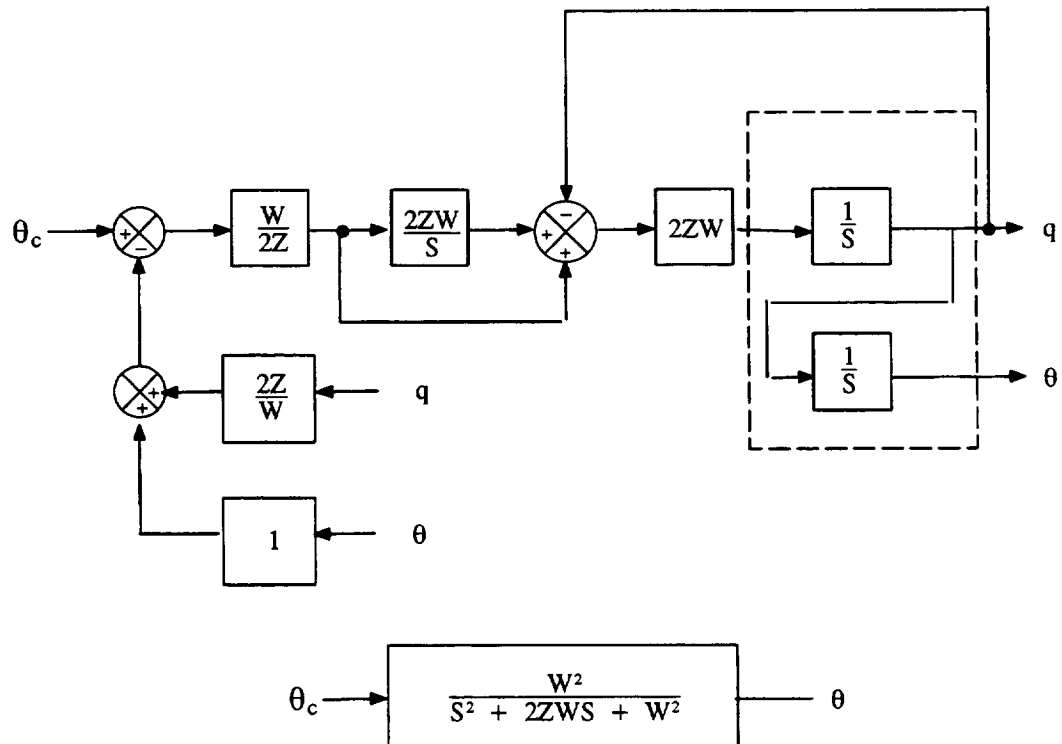 θc + − W/2Z 2ZW/S − + + 2ZW 1/S q
1/S θ
+ + 2Z/W q
1 θ
θc W²/(S² + 2ZWS + W²) θ